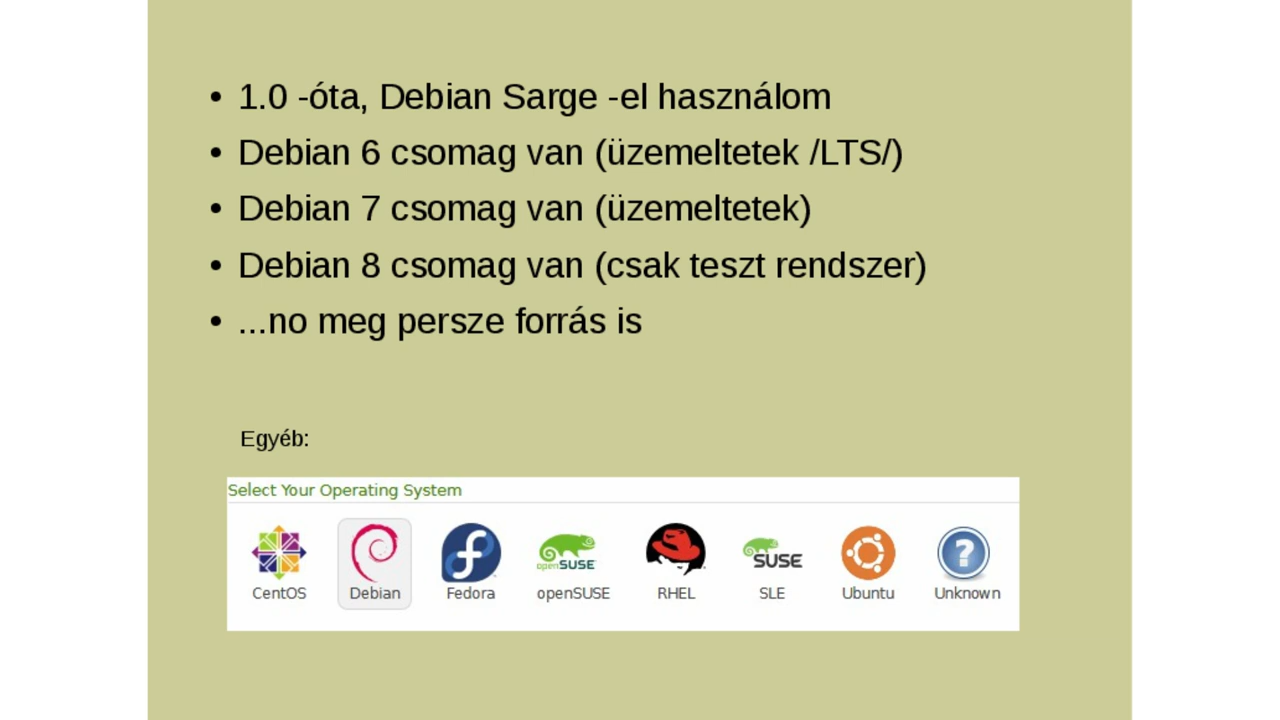 • 1.0 -óta, Debian Sarge -el használom
• Debian 6 csomag van (üzemeltetek /LTS/)
• Debian 7 csomag van (üzemeltetek)
• Debian 8 csomag van (csak teszt rendszer)
• ...no meg persze forrás is
Egyéb:
Select Your Operating System
openSUSE SUSE
CentOS Debian Fedora openSUSE RHEL SLE Ubuntu Unknown